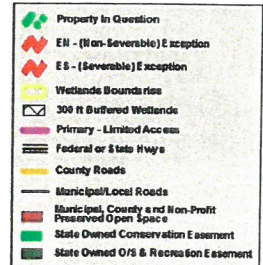 Property In Question
EN - (Non-Severable) Exception
ES - (Severable) Exception
Wetlands Boundaries
300 ft Buffered Wetlands
Primary - Limited Access
Federal or State Hwys
County Roads
Municipal/Local Roads
Municipal, County and Non-Profit
Preserved Open Space
State Owned Conservation Easement
State Owned O/S & Recreation Easement